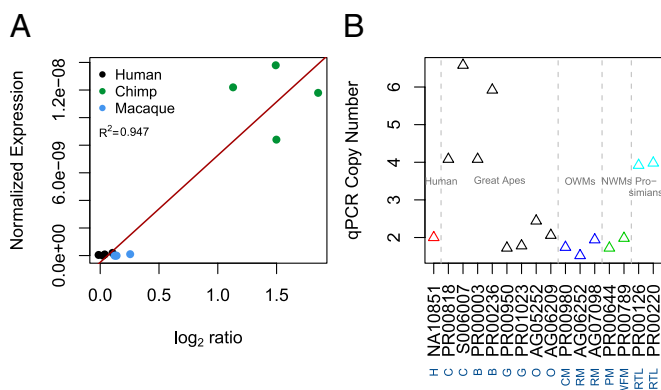 A
B
Normalized Expression
1.2e-08
6.0e-09
0.0e+00
Human
Chimp
Macaque
R²=0.947
0.0
0.5
1.0
1.5
log₂ ratio
qPCR Copy Number
6
5
4
3
2
Human
Great Apes
OWMs
NWMs
Pro-
simians
NA10851
PR00818
S006007
PR00003
PR00236
PR00950
PR01023
AG05252
AG06209
PR00980
AG06252
AG07098
PR00644
PR00789
PR00126
PR00220
H
C
C
B
B
G
G
O
O
CM
RM
RM
PM
WFM
RTL
RTL